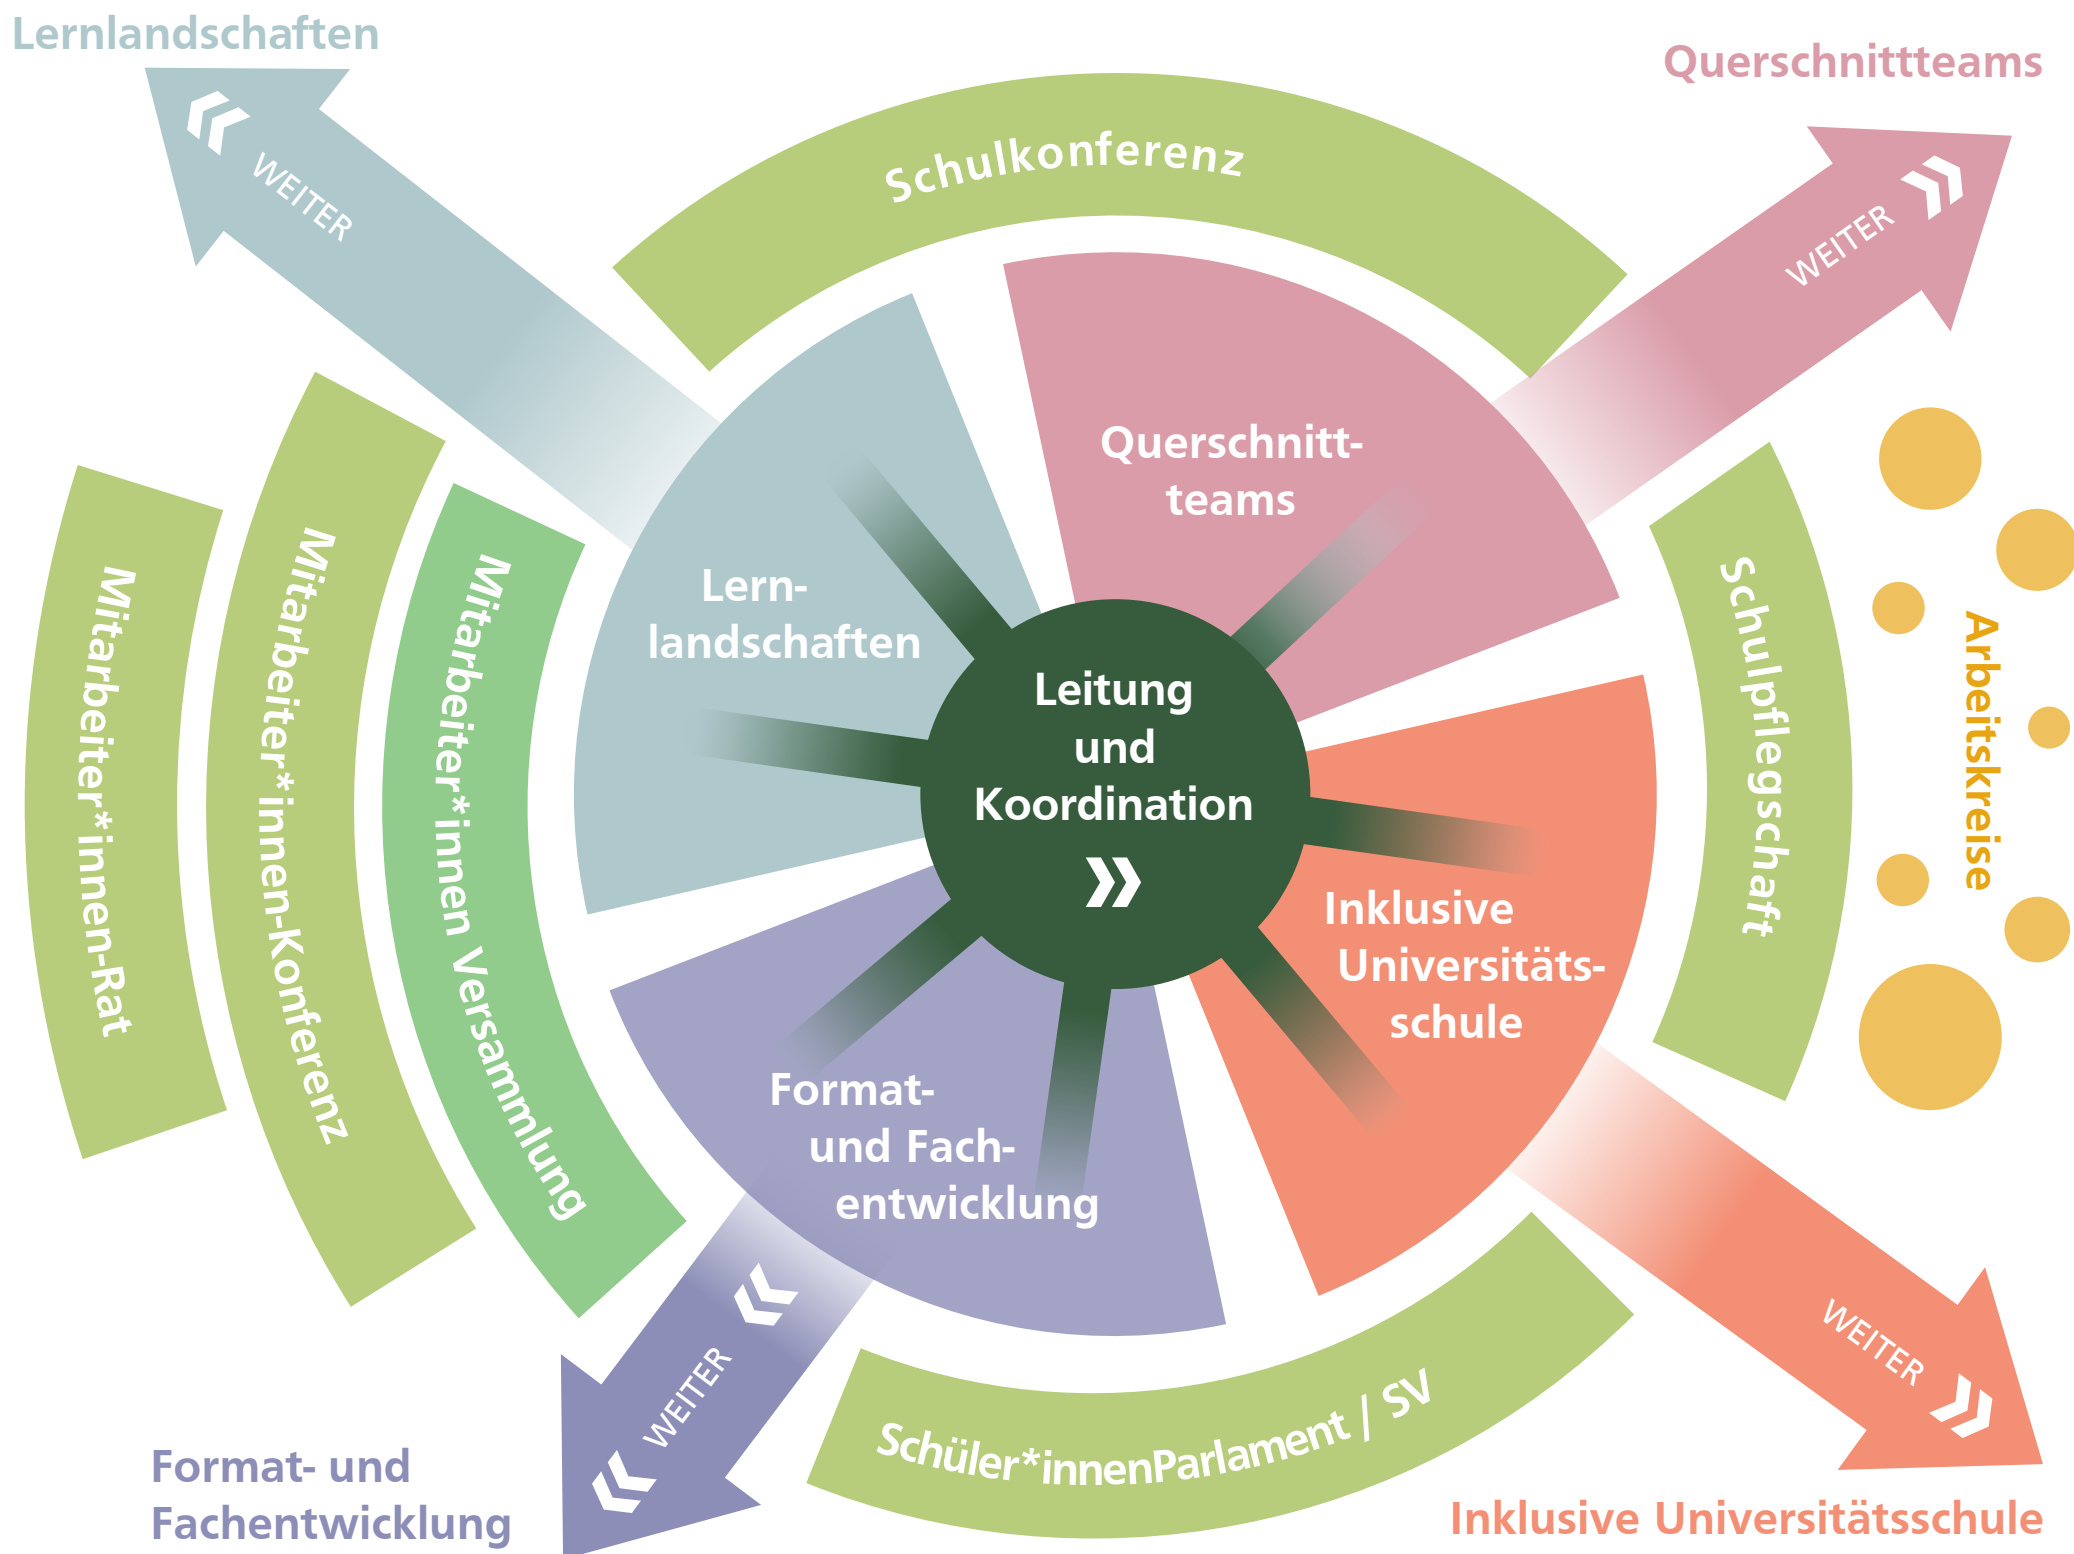 Lernlandschaften
Querschnittteams
WEITER
WEITER
Schulkonferenz
Querschnitt-
teams
Lern-
landschaften
Mitarbeiter*innen-Rat
Mitarbeiter*innen-Konferenz
Mitarbeiter*innen Versammlung
Leitung
und
Koordination
Schulpflegschaft
Arbeitskreise
Inklusive
Universitäts-
schule
Format-
und Fach-
entwicklung
WEITER
WEITER
Schüler*innenParlament / SV
Format- und
Fachentwicklung
Inklusive Universitätsschule